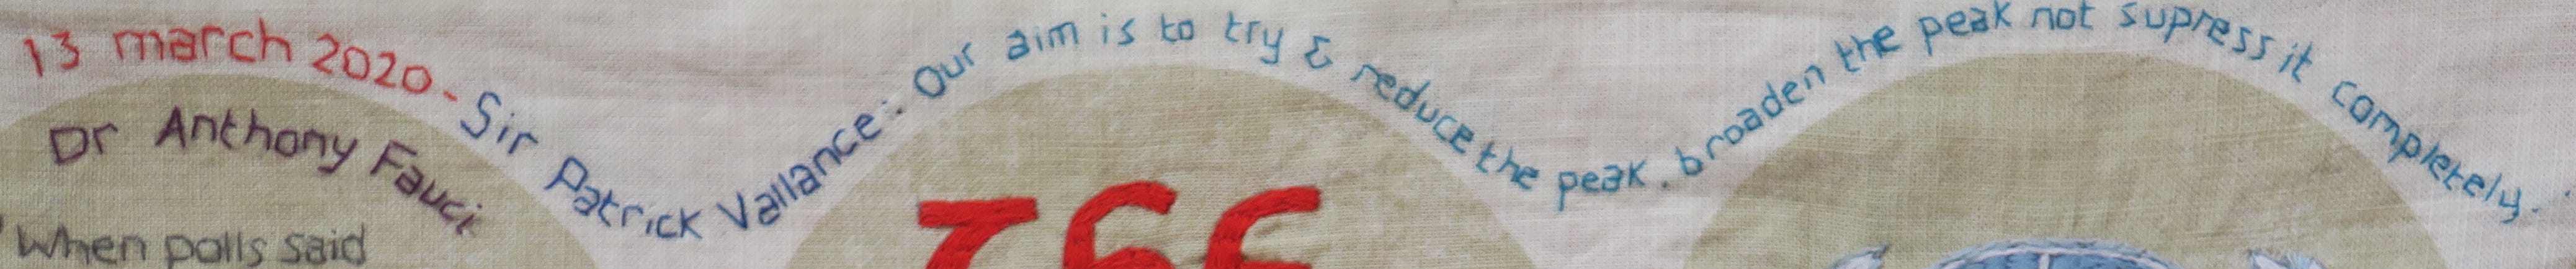 13 march 2020 - Sir Patrick Vallance: Our aim is to try & reduce the peak. broaden the peak not supress it completely.
Dr Anthony Fauci
'When polls said